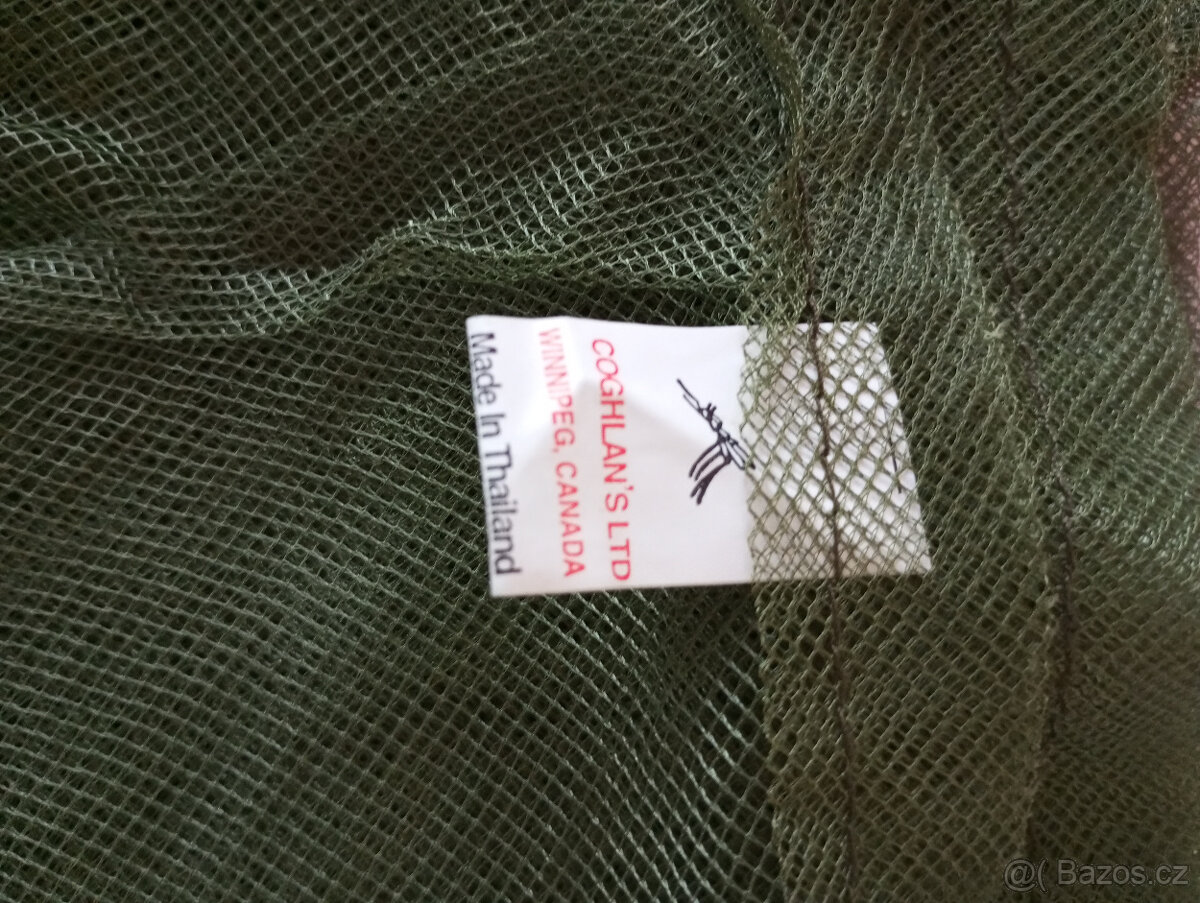 COGHLAN'S LTD
WINNIPEG, CANADA
Made In Thailand
@( Bazos.cz